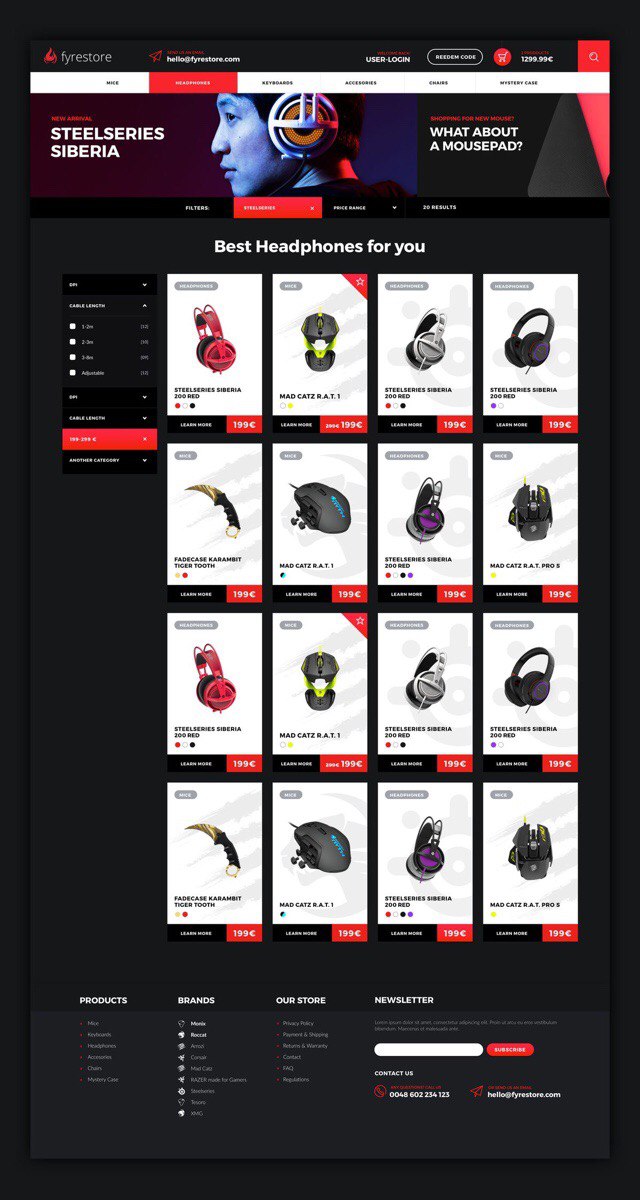 fyrestore
SEND US AN EMAIL
hello@fyrestore.com
WELCOME BACK
USER-LOGIN
REEDEM CODE
2 PRODUCTS
1299.99€
MICE
HEADPHONES
KEYBOARDS
ACCESORIES
CHAIRS
MYSTERY CASE
NEW ARRIVAL
STEELSERIES
SIBERIA
SHOPPING FOR NEW MOUSE?
WHAT ABOUT
A MOUSEPAD?
FILTERS:
STEELSERIES
PRICE RANGE
20 RESULTS
Best Headphones for you
DPI
CABLE LENGTH
1-2m
2-3m
3-8m
Adjustable
DPI
CABLE LENGTH
199-299 €
ANOTHER CATEGORY
HEADPHONES
STEELSERIES SIBERIA
200 RED
LEARN MORE
199€
MICE
MAD CATZ R.A.T. 1
LEARN MORE
299€ 199€
HEADPHONES
STEELSERIES SIBERIA
200 RED
LEARN MORE
199€
HEADPHONES
STEELSERIES SIBERIA
200 RED
LEARN MORE
199€
MICE
FADECASE KARAMBIT
TIGER TOOTH
LEARN MORE
199€
MICE
MAD CATZ R.A.T. 1
LEARN MORE
199€
HEADPHONES
STEELSERIES SIBERIA
200 RED
LEARN MORE
199€
MICE
MAD CATZ R.A.T. PRO 5
LEARN MORE
199€
HEADPHONES
STEELSERIES SIBERIA
200 RED
LEARN MORE
199€
MICE
MAD CATZ R.A.T. 1
LEARN MORE
299€ 199€
HEADPHONES
STEELSERIES SIBERIA
200 RED
LEARN MORE
199€
HEADPHONES
STEELSERIES SIBERIA
200 RED
LEARN MORE
199€
MICE
FADECASE KARAMBIT
TIGER TOOTH
LEARN MORE
199€
MICE
MAD CATZ R.A.T. 1
LEARN MORE
199€
HEADPHONES
STEELSERIES SIBERIA
200 RED
LEARN MORE
199€
MICE
MAD CATZ R.A.T. PRO 5
LEARN MORE
199€
PRODUCTS
Mice
Keyboards
Headphones
Accesories
Chairs
Mystery Case
BRANDS
Monix
Roccat
Arozzi
Corsair
Mad Catz
RAZER made for Gamers
Steelseries
Tesoro
XMG
OUR STORE
Privacy Policy
Payment & Shipping
Returns & Warranty
Contact
FAQ
Regulations
NEWSLETTER
Lorem ipsum dolor sit amet, consectetur adipiscing elit. Proin ut arcu eu eros vestibulum
bibendum. Maecenas et malesuada ante.
SUBSCRIBE
CONTACT US
ANY QUESTIONS? CALL US
0048 602 234 123
OR SEND US AN EMAIL
hello@fyrestore.com